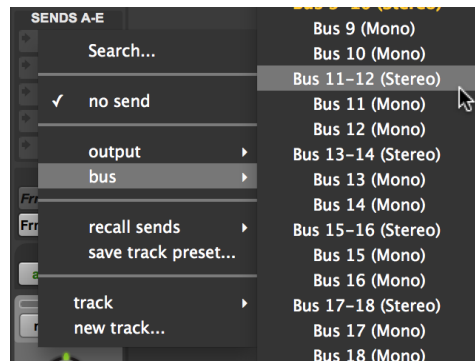 SENDS A-E
Search...
✓ no send
output
bus
recall sends
save track preset...
track
new track...
Bus 9 (Mono)
Bus 10 (Mono)
Bus 11-12 (Stereo)
Bus 11 (Mono)
Bus 12 (Mono)
Bus 13-14 (Stereo)
Bus 13 (Mono)
Bus 14 (Mono)
Bus 15-16 (Stereo)
Bus 15 (Mono)
Bus 16 (Mono)
Bus 17-18 (Stereo)
Bus 17 (Mono)
Bus 18 (Mono)